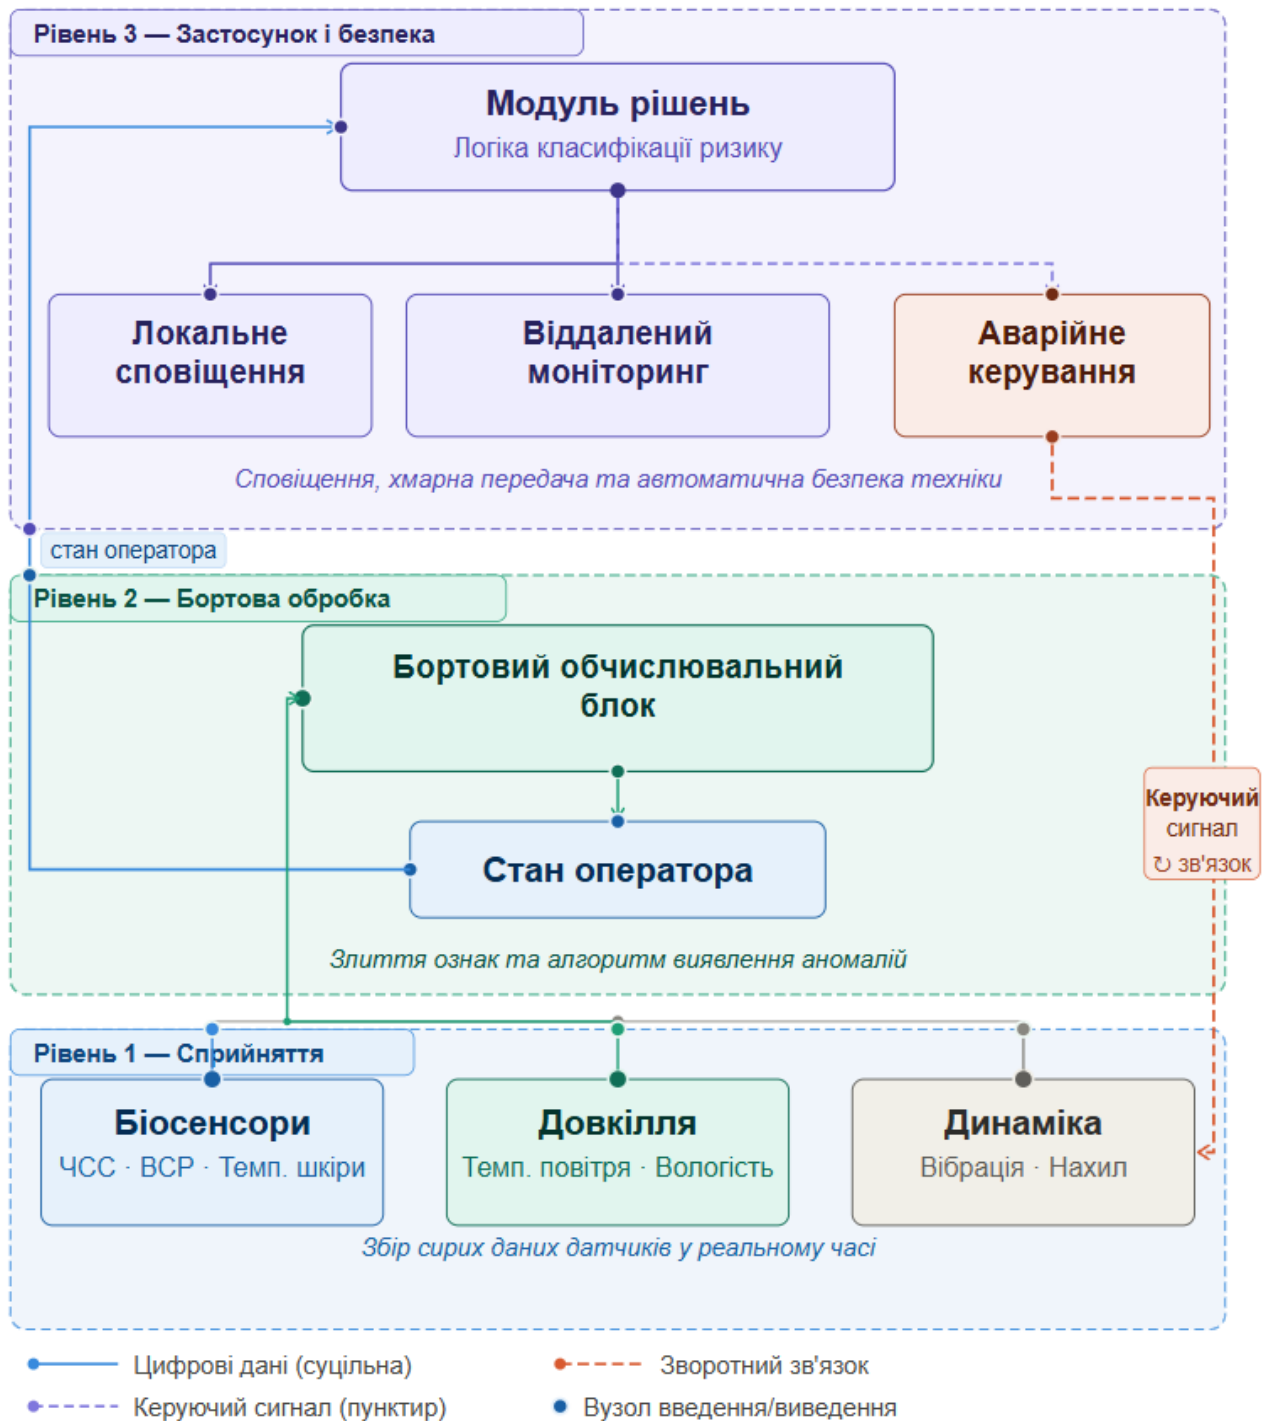 Рівень 3 — Застосунок і безпека
Модуль рішень
Логіка класифікації ризику
Локальне
сповіщення
Віддалений
моніторинг
Аварійне
керування
Сповіщення, хмарна передача та автоматична безпека техніки
стан оператора
Рівень 2 — Бортова обробка
Бортовий обчислювальний
блок
Стан оператора
Керуючий
сигнал
↻ зв'язок
Злиття ознак та алгоритм виявлення аномалій
Рівень 1 — Сприйняття
Біосенсори
ЧСС · ВСР · Темп. шкіри
Довкілля
Темп. повітря · Вологість
Динаміка
Вібрація · Нахил
Збір сирих даних датчиків у реальному часі
Цифрові дані (суцільна)
Зворотний зв'язок
Керуючий сигнал (пунктир)
Вузол введення/виведення